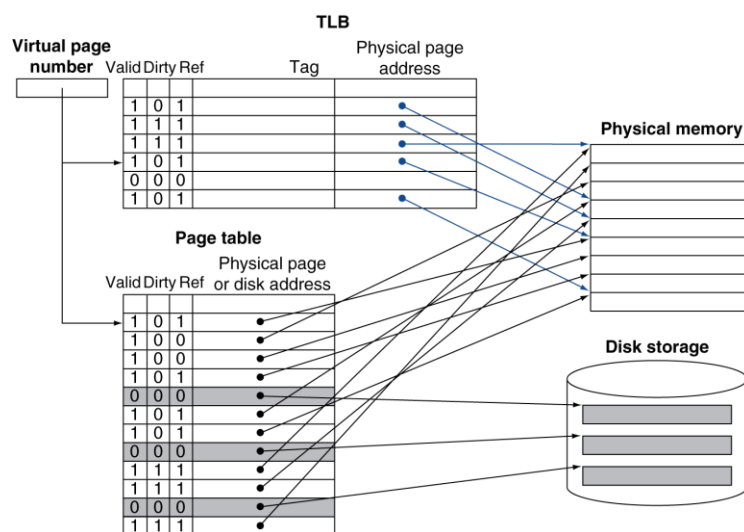 TLB
Virtual page
number
Valid Dirty Ref
Tag
Physical page
address
1 0 1
1 1 1
1 1 1
1 0 1
0 0 0
1 0 1
Physical memory
Page table
Valid Dirty Ref
Physical page
or disk address
1 0 1
1 0 0
1 0 0
1 0 1
0 0 0
1 0 1
1 0 1
0 0 0
1 1 1
1 1 1
0 0 0
1 1 1
Disk storage